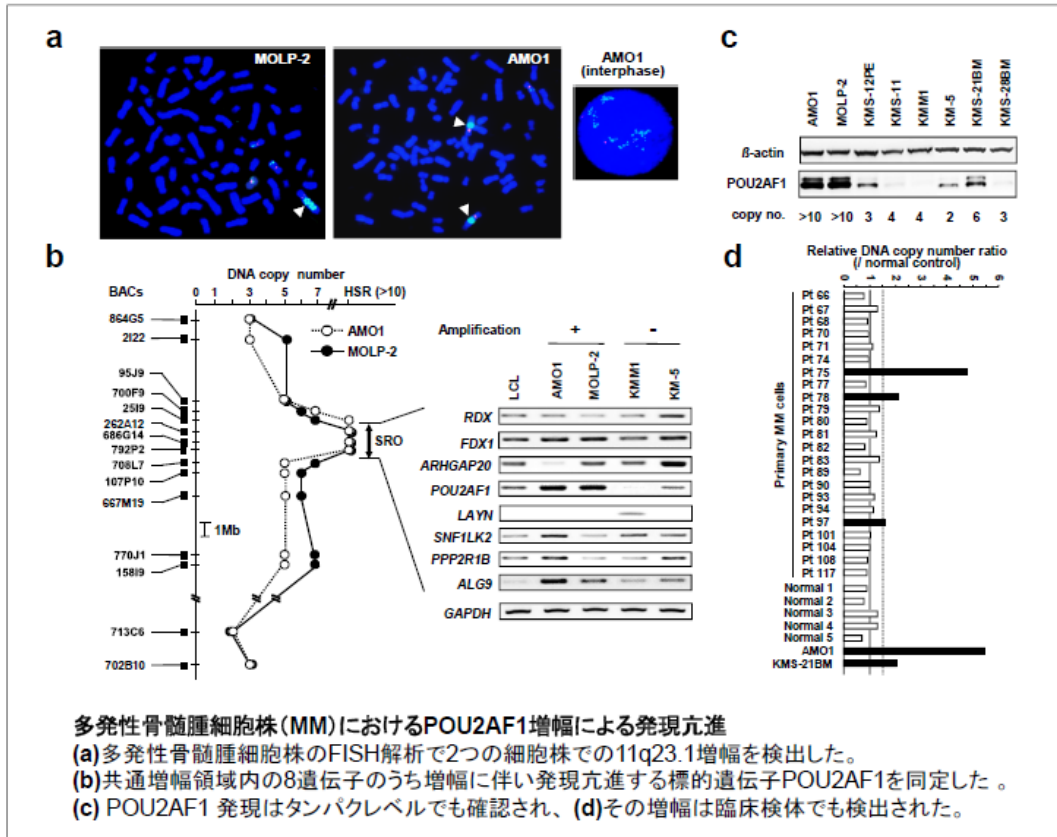 a
MOLP-2
AMO1
AMO1
(interphase)
c
AMO1
MOLP-2
KMS-12PE
KMS-11
KMM1
KM-5
KMS-21BM
KMS-28BM
ß-actin
POU2AF1
copy no.
>10 >10 3 4 4 2 6 3
b
DNA copy number
BACs
0 1 3 5 7 HSR (>10)
864G5
2I22
95J9
700F9
25I9
262A12
686G14
792P2
708L7
107P10
667M19
1Mb
770J1
158I9
713C6
702B10
AMO1
MOLP-2
SRO
Amplification + -
LCL
AMO1
MOLP-2
KMM1
KM-5
RDX
FDX1
ARHGAP20
POU2AF1
LAYN
SNF1LK2
PPP2R1B
ALG9
GAPDH
d
Relative DNA copy number ratio
(/ normal control)
0 1 2 3 4 5 6
Primary MM cells
Pt 66
Pt 67
Pt 68
Pt 70
Pt 71
Pt 74
Pt 75
Pt 77
Pt 78
Pt 79
Pt 80
Pt 81
Pt 82
Pt 83
Pt 89
Pt 90
Pt 93
Pt 94
Pt 97
Pt 101
Pt 104
Pt 108
Pt 117
Normal 1
Normal 2
Normal 3
Normal 4
Normal 5
AMO1
KMS-21BM
多発性骨髄腫細胞株(MM)におけるPOU2AF1増幅による発現亢進
(a)多発性骨髄腫細胞株のFISH解析で2つの細胞株での11q23.1増幅を検出した。
(b)共通増幅領域内の8遺伝子のうち増幅に伴い発現亢進する標的遺伝子POU2AF1を同定した 。
(c) POU2AF1 発現はタンパクレベルでも確認され、(d)その増幅は臨床検体でも検出された。